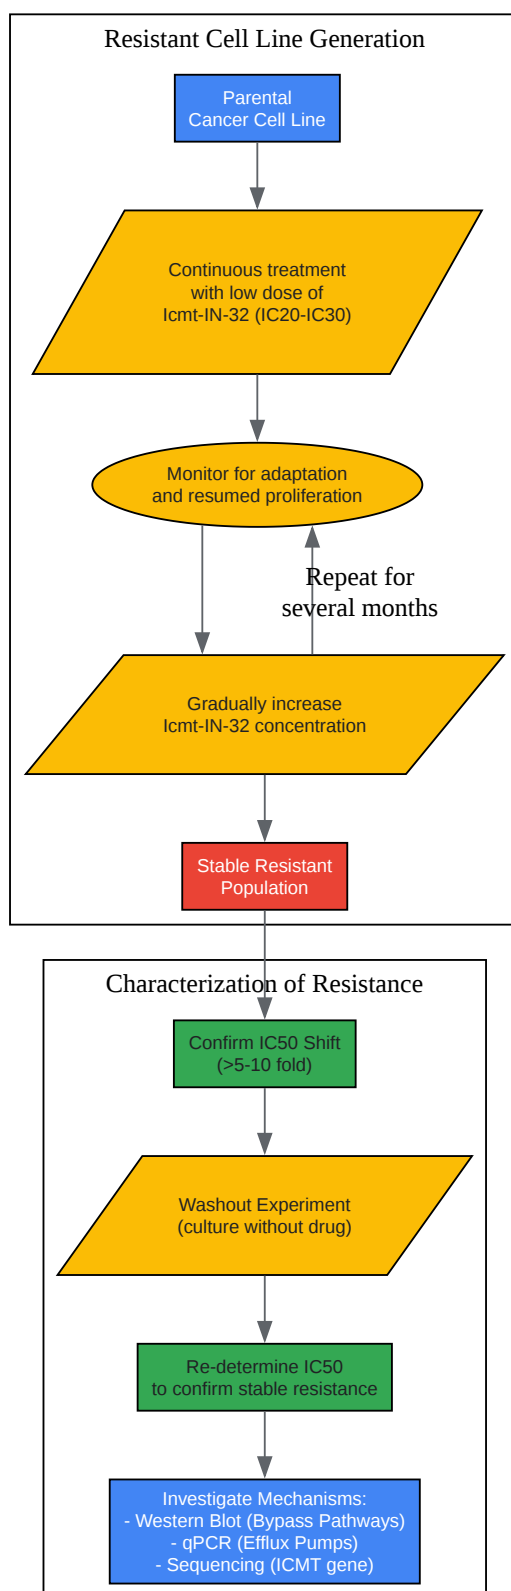 Resistant Cell Line Generation
Parental
Cancer Cell Line
Continuous treatment
with low dose of
Icmt-IN-32 (IC20-IC30)
Monitor for adaptation
and resumed proliferation
Repeat for
several months
Gradually increase
Icmt-IN-32 concentration
Stable Resistant
Population
Characterization of Resistance
Confirm IC50 Shift
(>5-10 fold)
Washout Experiment
(culture without drug)
Re-determine IC50
to confirm stable resistance
Investigate Mechanisms:
- Western Blot (Bypass Pathways)
- qPCR (Efflux Pumps)
- Sequencing (ICMT gene)